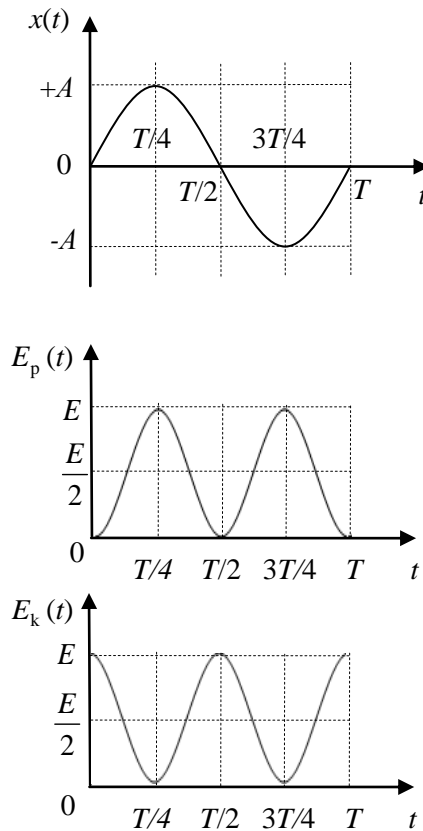 x(t)
+A
T/4 3T/4
0
T/2 T t
-A
E_p (t)
E
E/2
0
T/4 T/2 3T/4 T t
E_k (t)
E
E/2
0
T/4 T/2 3T/4 T t